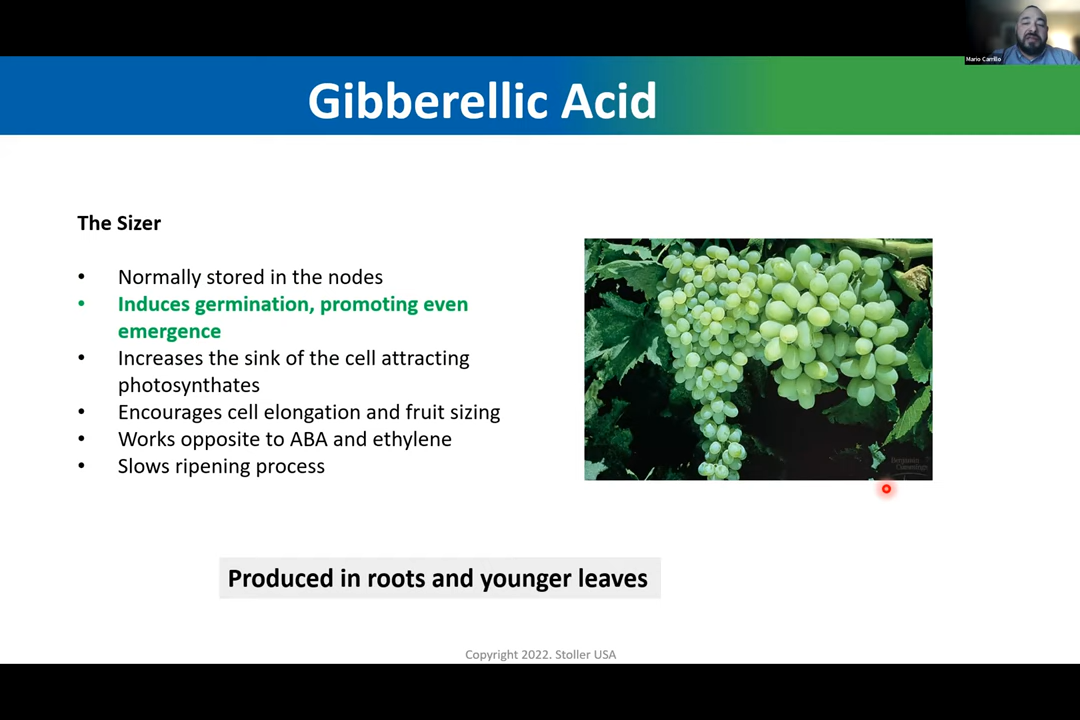 Mario Carrillo
Gibberellic Acid
The Sizer
• Normally stored in the nodes
• Induces germination, promoting even
emergence
• Increases the sink of the cell attracting
photosynthates
• Encourages cell elongation and fruit sizing
• Works opposite to ABA and ethylene
• Slows ripening process
Benjamin
Cummings
Produced in roots and younger leaves
Copyright 2022. Stoller USA